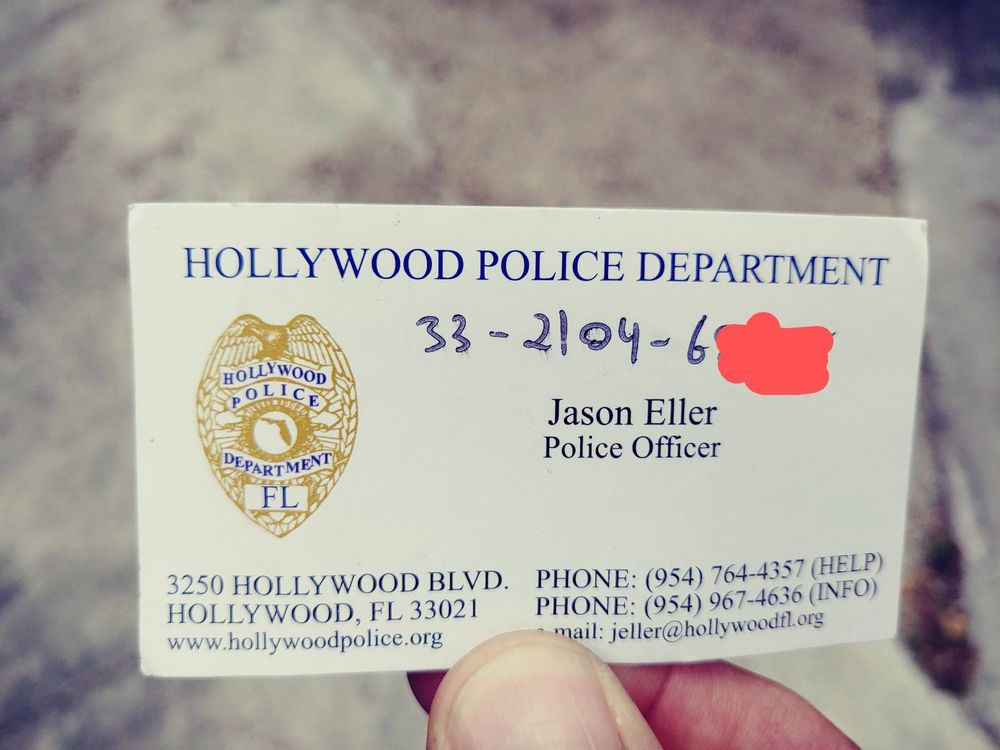 HOLLYWOOD POLICE DEPARTMENT
33-2104-6
HOLLYWOOD
POLICE
DEPARTMENT
FL
Jason Eller
Police Officer
3250 HOLLYWOOD BLVD.
HOLLYWOOD, FL 33021
www.hollywoodpolice.org
PHONE: (954) 764-4357 (HELP)
PHONE: (954) 967-4636 (INFO)
mail: jeller@hollywoodfl.org